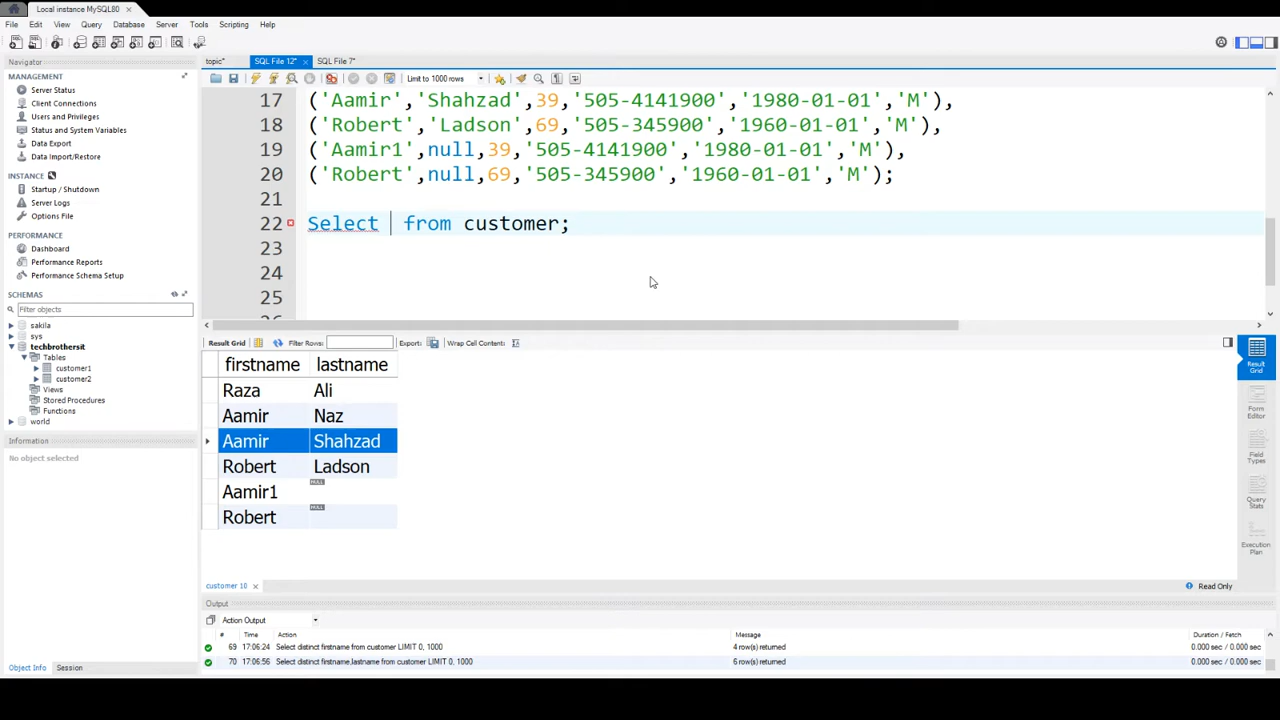 Local instance MySQL80 ×
File Edit View Query Database Server Tools Scripting Help
Navigator
topic* SQL File 12* × SQL File 7*
MANAGEMENT
Server Status
Client Connections
Users and Privileges
Status and System Variables
Data Export
Data Import/Restore
INSTANCE
Startup / Shutdown
Server Logs
Options File
PERFORMANCE
Dashboard
Performance Reports
Performance Schema Setup
SCHEMAS
Filter objects
sakila
sys
techbrothersit
Tables
customer1
customer2
Views
Stored Procedures
Functions
world
Information
No object selected
Object Info Session
Limit to 1000 rows
17 ('Aamir','Shahzad',39,'505-4141900','1980-01-01','M'),
18 ('Robert','Ladson',69,'505-345900','1960-01-01','M'),
19 ('Aamir1',null,39,'505-4141900','1980-01-01','M'),
20 ('Robert',null,69,'505-345900','1960-01-01','M');
21
22 Select from customer;
23
24
25
Result Grid Filter Rows: Export: Wrap Cell Content:
firstname lastname
Raza Ali
Aamir Naz
Aamir Shahzad
Robert Ladson
Aamir1 NULL
Robert NULL
Result Grid
Form Editor
Field Types
Query Stats
Execution Plan
customer 10 × Read Only
Output
Action Output
# Time Action Message Duration / Fetch
69 17:06:24 Select distinct firstname from customer LIMIT 0, 1000 4 row(s) returned 0.000 sec / 0.000 sec
70 17:06:56 Select distinct firstname,lastname from customer LIMIT 0, 1000 6 row(s) returned 0.000 sec / 0.000 sec